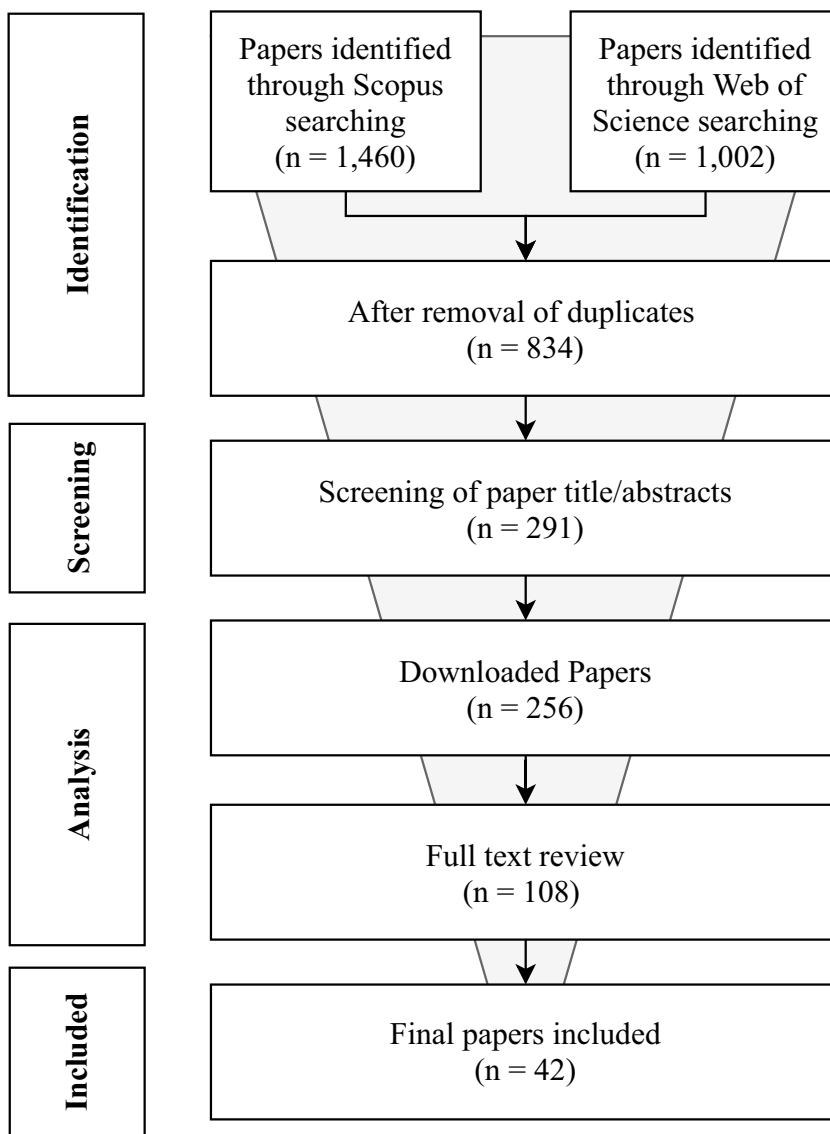 Identification
Papers identified
through Scopus
searching
(n = 1,460)
Papers identified
through Web of
Science searching
(n = 1,002)
After removal of duplicates
(n = 834)
Screening
Screening of paper title/abstracts
(n = 291)
Analysis
Downloaded Papers
(n = 256)
Full text review
(n = 108)
Included
Final papers included
(n = 42)